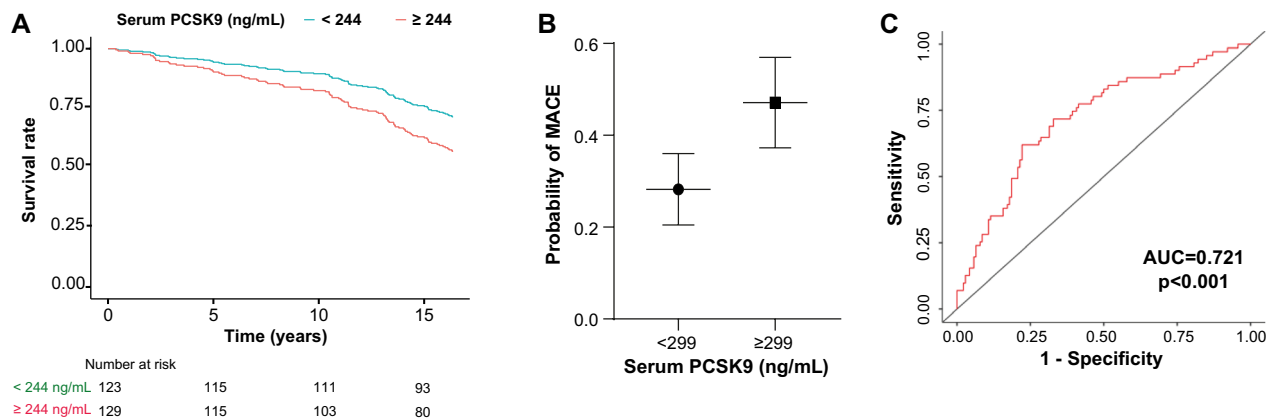 A
Serum PCSK9 (ng/mL) < 244 ≥ 244
1.00
0.75
0.50
0.25
0.00
Survival rate
0 5 10 15
Time (years)
Number at risk
< 244 ng/mL 123 115 111 93
≥ 244 ng/mL 129 115 103 80
B
0.6
0.4
0.2
0.0
Probability of MACE
<299 ≥299
Serum PCSK9 (ng/mL)
C
1.00
0.75
0.50
0.25
0.00
Sensitivity
AUC=0.721
p<0.001
0.00 0.25 0.50 0.75 1.00
1 - Specificity